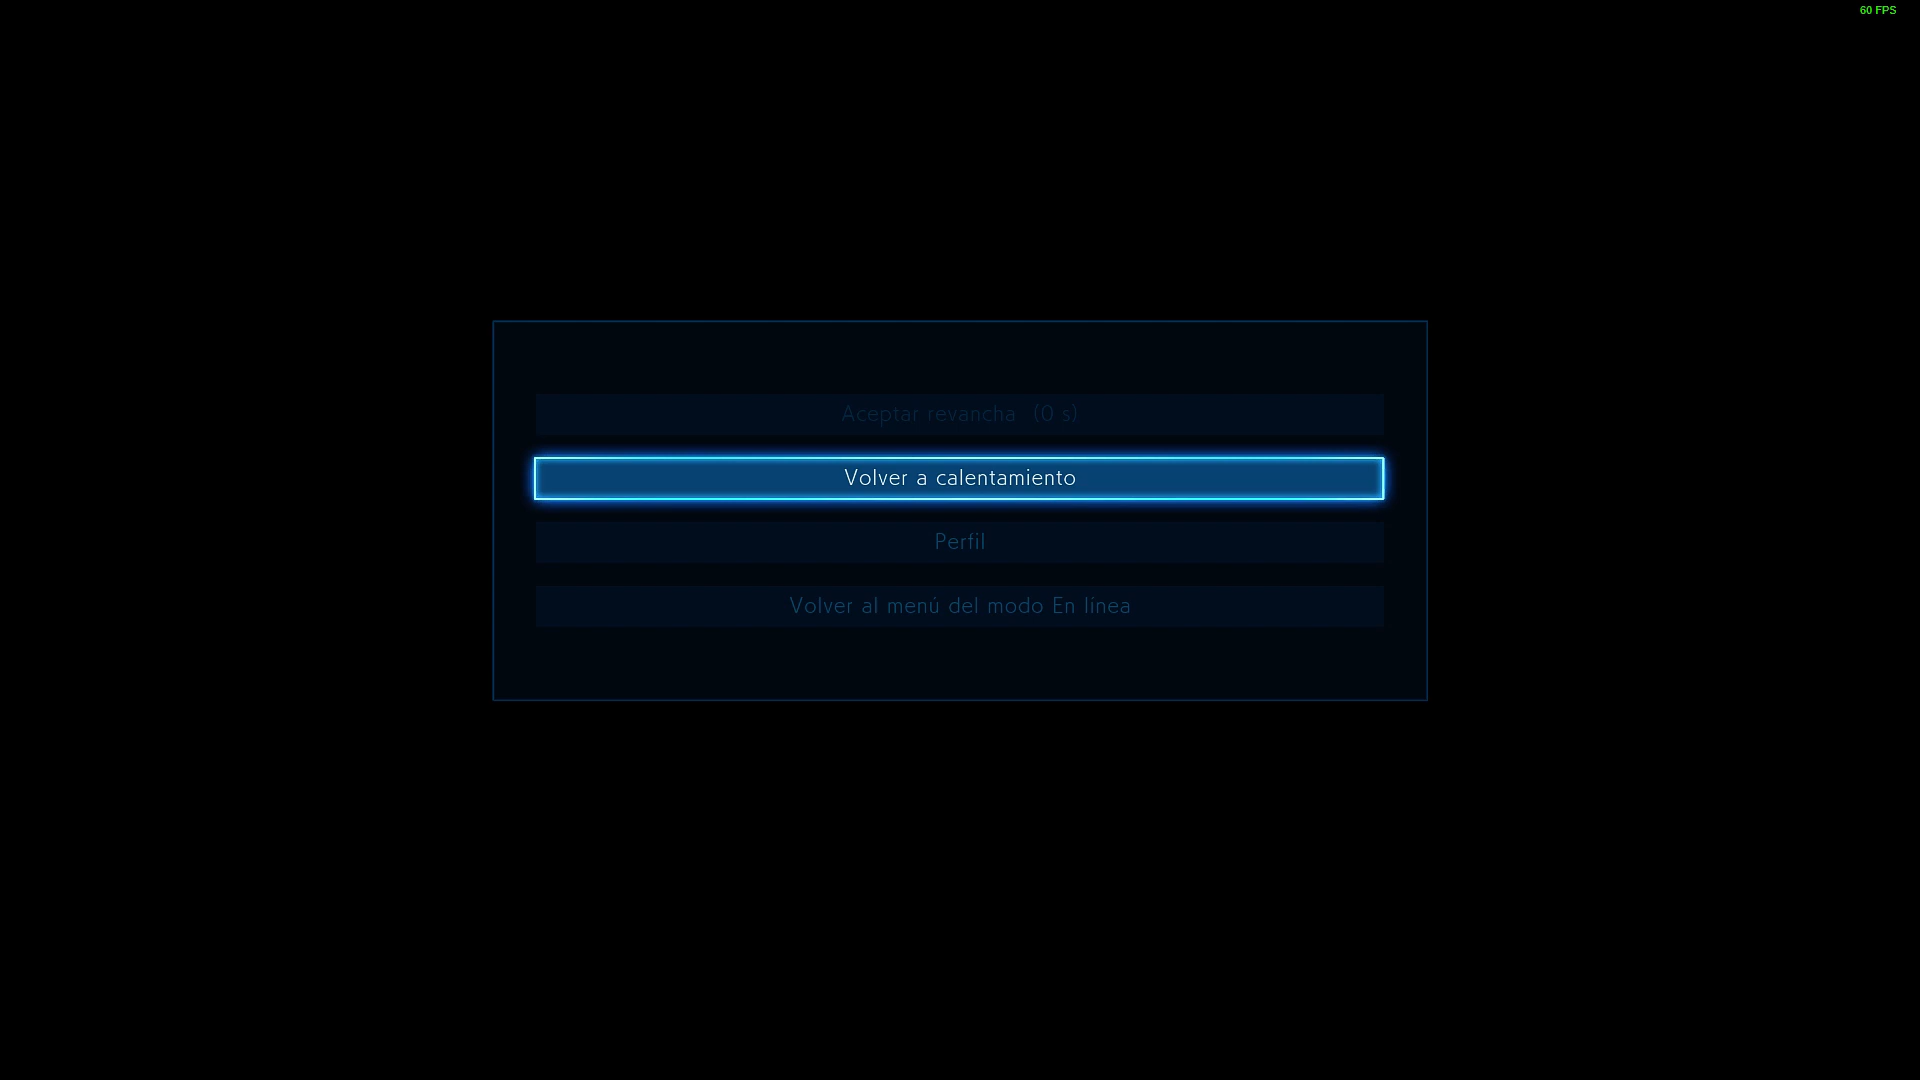 60 FPS
Aceptar revancha (0 s)
Volver a calentamiento
Perfil
Volver al menú del modo En línea